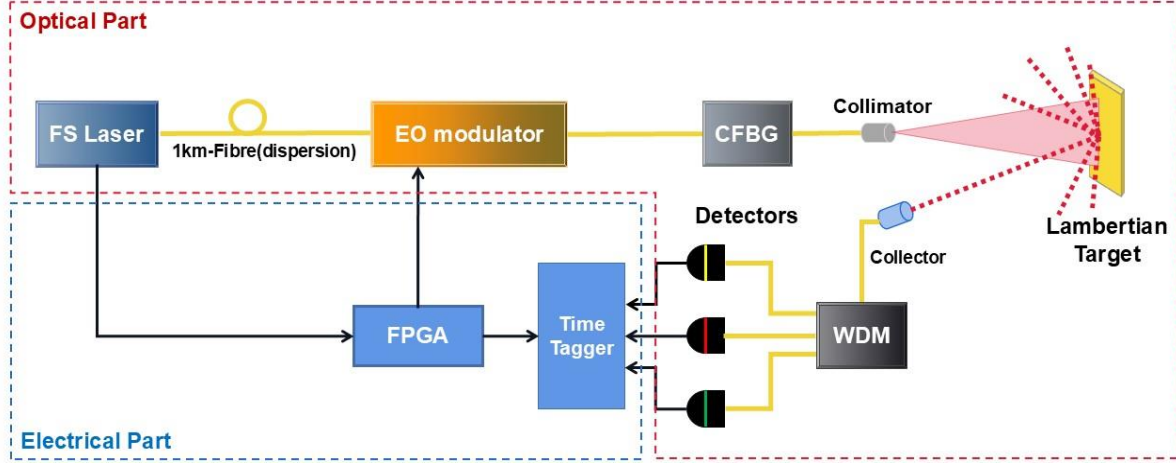 Optical Part
FS Laser
1km-Fibre(dispersion)
EO modulator
CFBG
Collimator
Lambertian
Target
Detectors
Collector
WDM
FPGA
Time
Tagger
Electrical Part